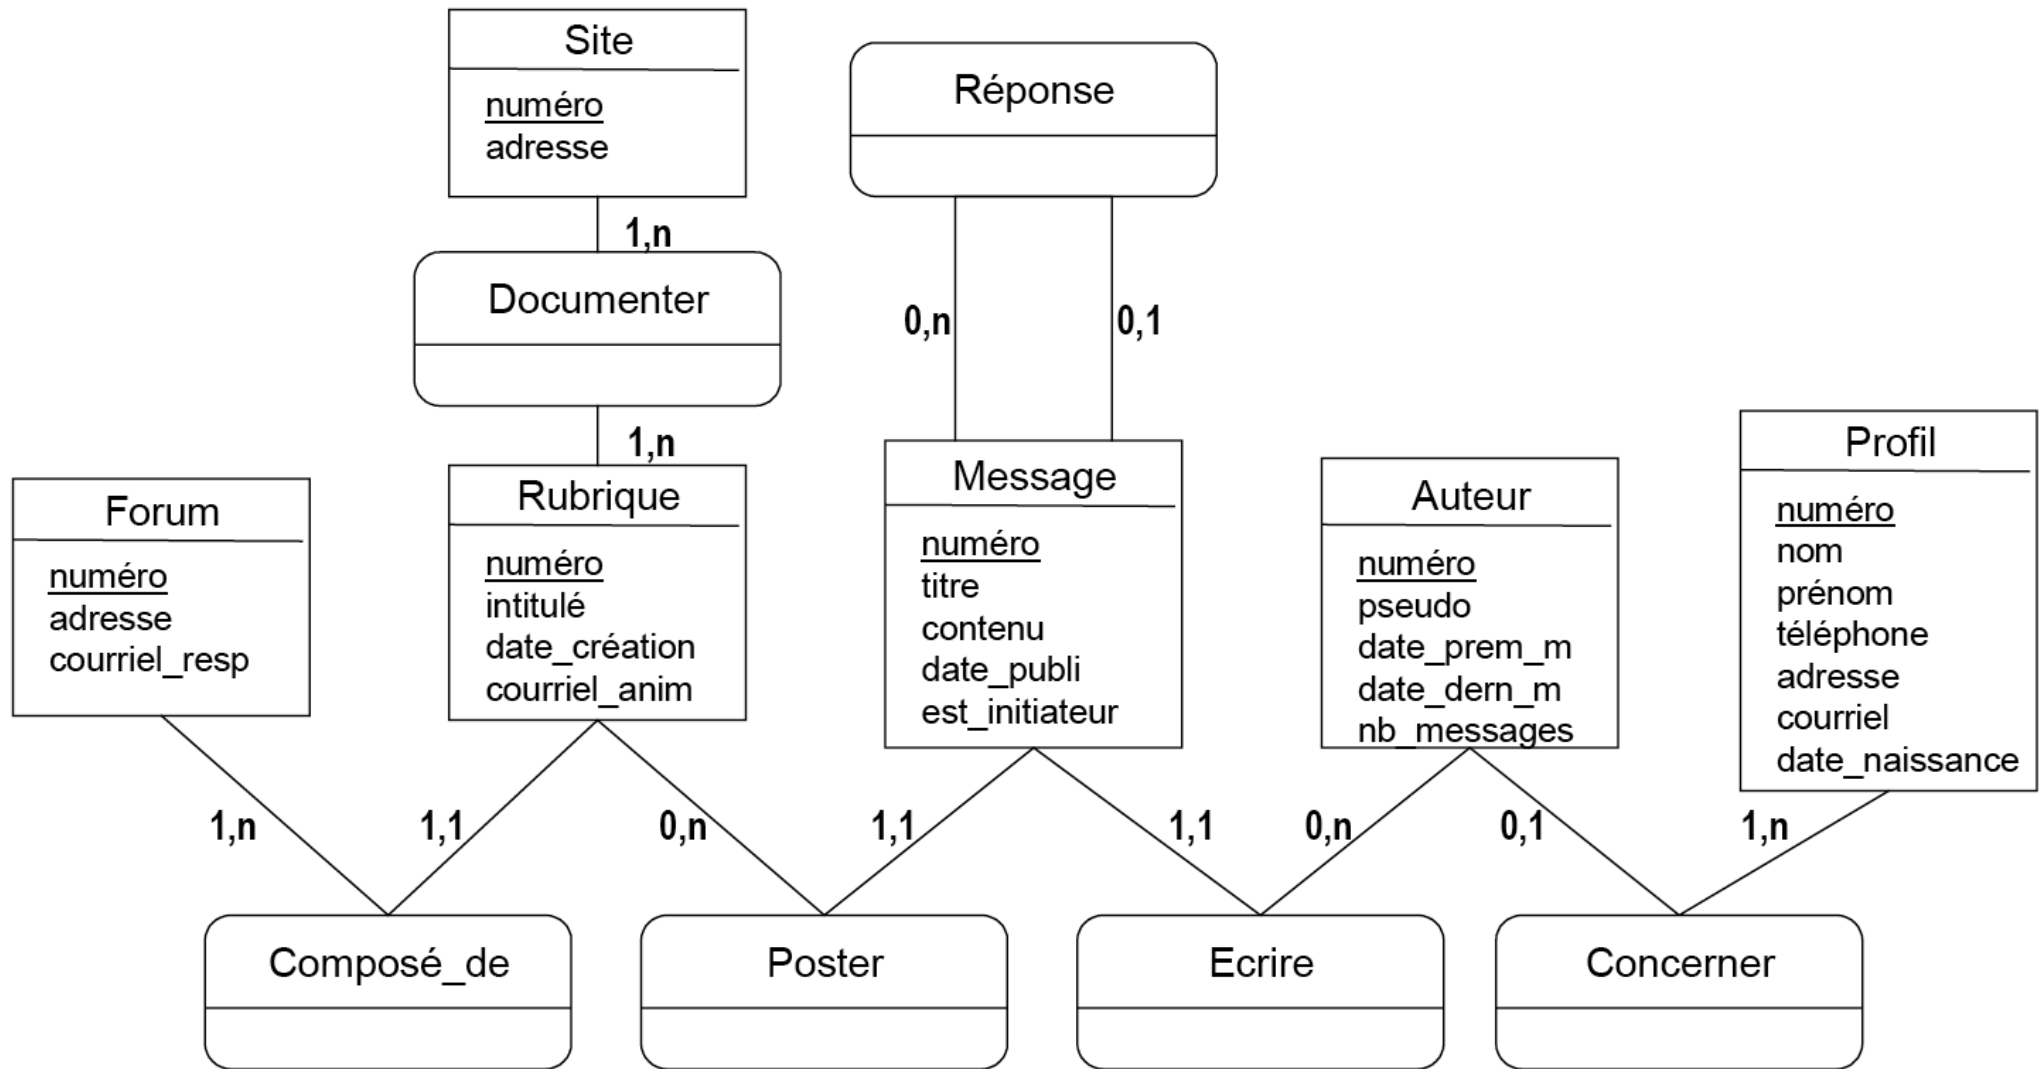 Site
numéro
adresse
Réponse
1,n
Documenter
0,n
0,1
1,n
Forum
numéro
adresse
courriel_resp
Rubrique
numéro
intitulé
date_création
courriel_anim
Message
numéro
titre
contenu
date_publi
est_initiateur
Auteur
numéro
pseudo
date_prem_m
date_dern_m
nb_messages
Profil
numéro
nom
prénom
téléphone
adresse
courriel
date_naissance
1,n
1,1
0,n
1,1
1,1
0,n
0,1
1,n
Composé_de
Poster
Ecrire
Concerner